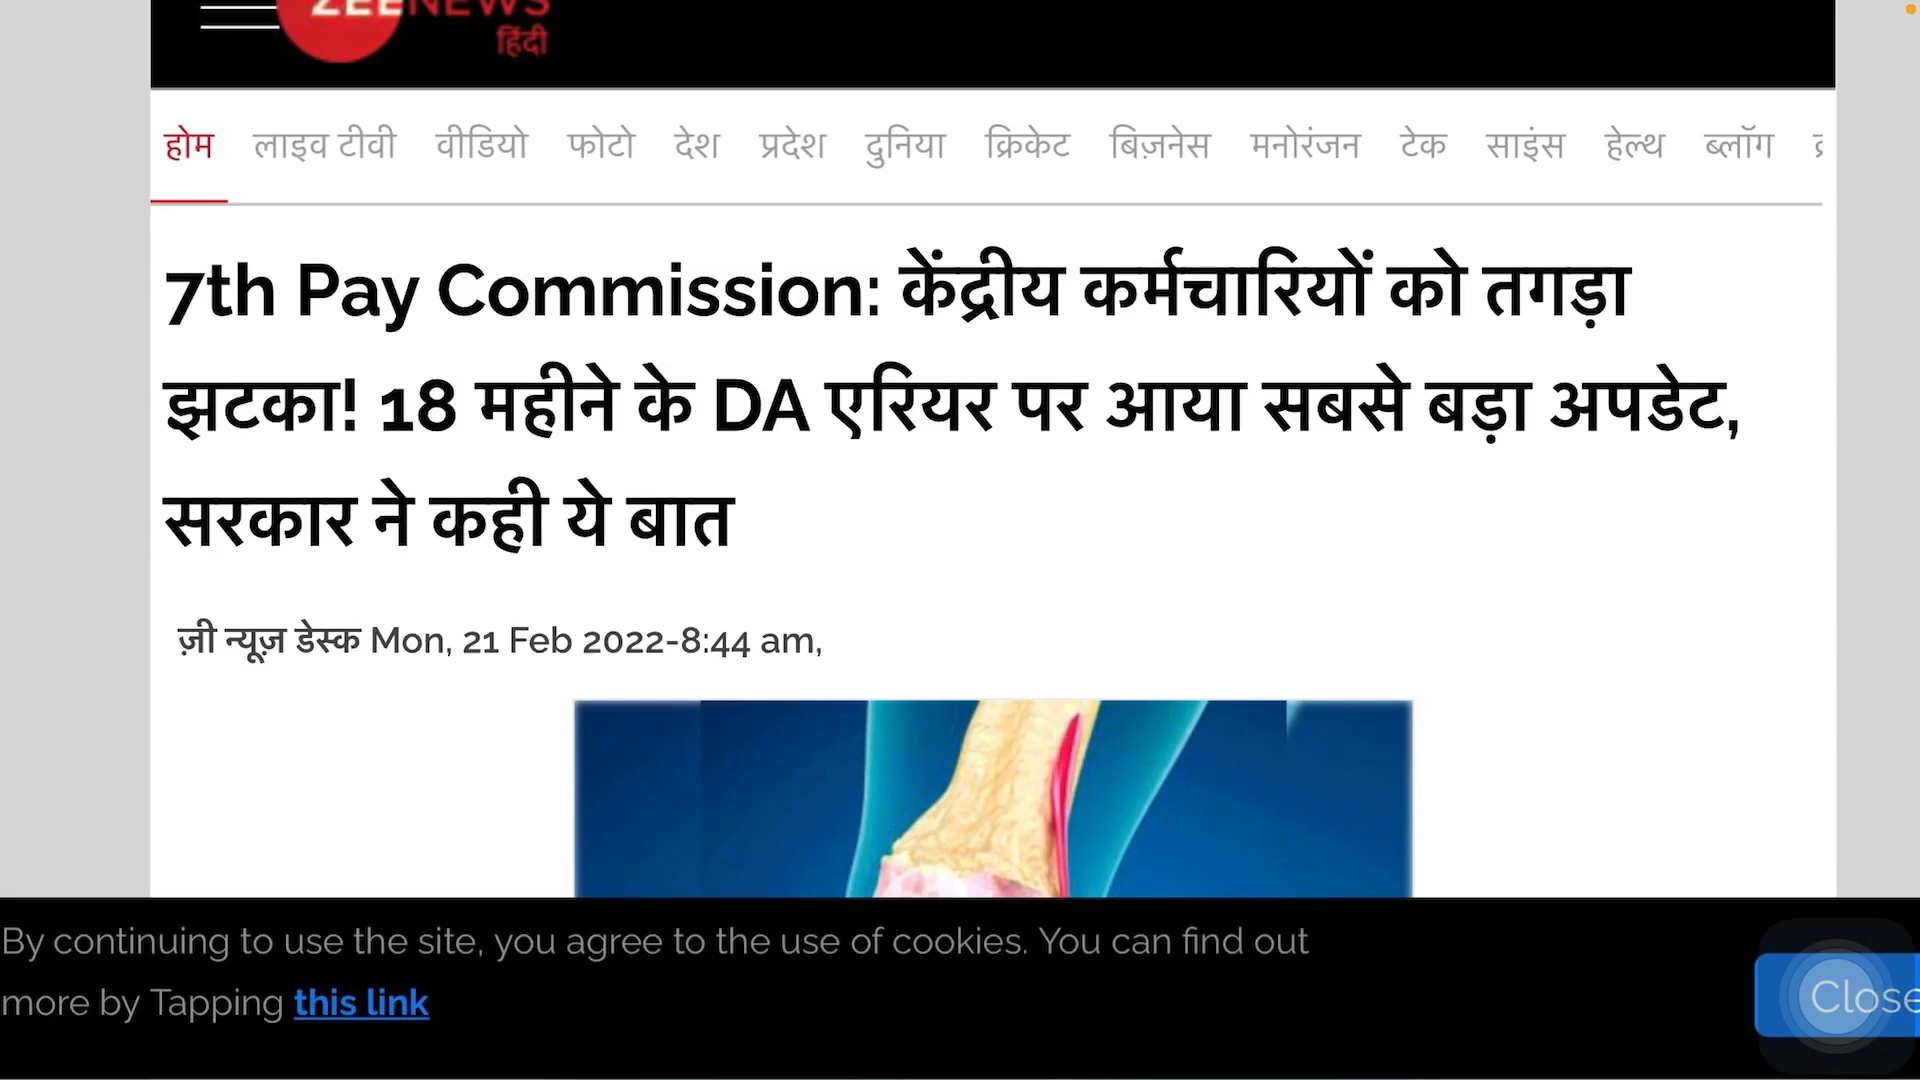 ZEENEWS
हिंदी
होम लाइव टीवी वीडियो फोटो देश प्रदेश दुनिया क्रिकेट बिज़नेस मनोरंजन टेक साइंस हेल्थ ब्लॉग
7th Pay Commission: केंद्रीय कर्मचारियों को तगड़ा
झटका! 18 महीने के DA एरियर पर आया सबसे बड़ा अपडेट,
सरकार ने कही ये बात
ज़ी न्यूज़ डेस्क Mon, 21 Feb 2022-8:44 am,
By continuing to use the site, you agree to the use of cookies. You can find out
more by Tapping this link
Close